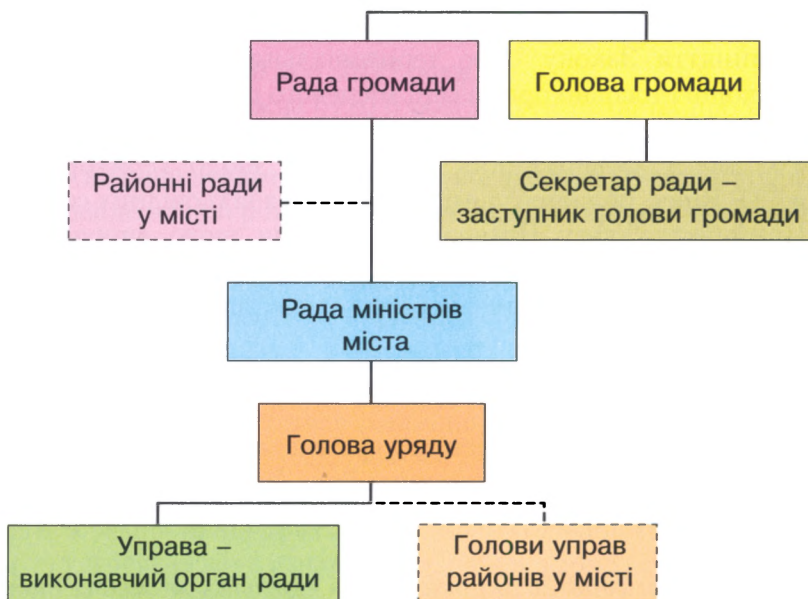 Рада громади
Голова громади
Районні ради
у місті
Секретар ради –
заступник голови громади
Рада міністрів
міста
Голова уряду
Управа –
виконавчий орган ради
Голови управ
районів у місті